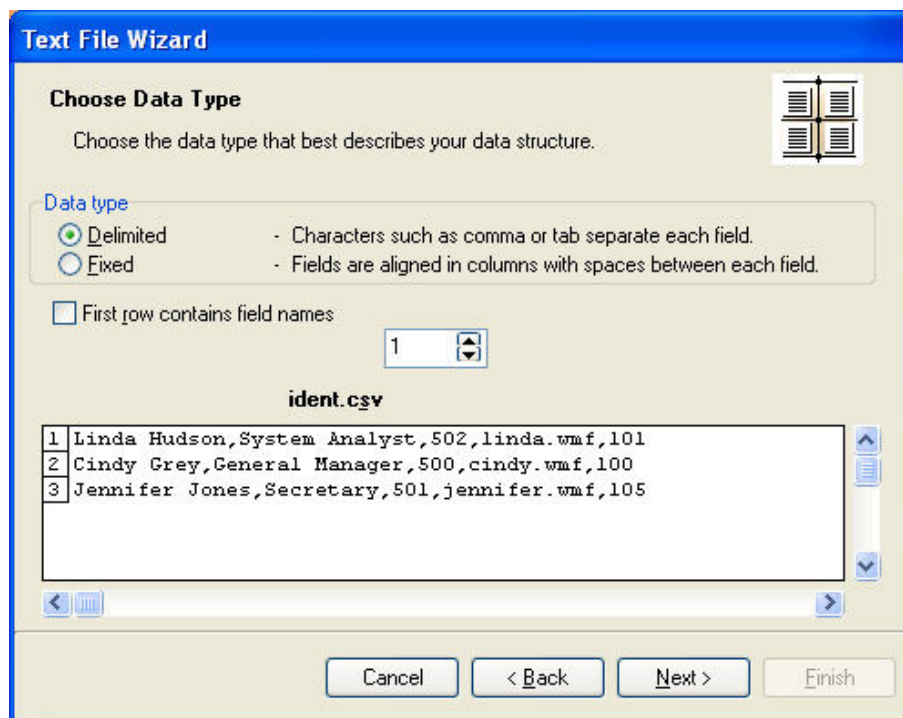 Text File Wizard
Choose Data Type
Choose the data type that best describes your data structure.
Data type
Delimited - Characters such as comma or tab separate each field.
Fixed - Fields are aligned in columns with spaces between each field.
First row contains field names
1
ident.csv
1 Linda Hudson,System Analyst,502,linda.wmf,101
2 Cindy Grey,General Manager,500,cindy.wmf,100
3 Jennifer Jones,Secretary,501,jennifer.wmf,105
Cancel < Back Next > Finish